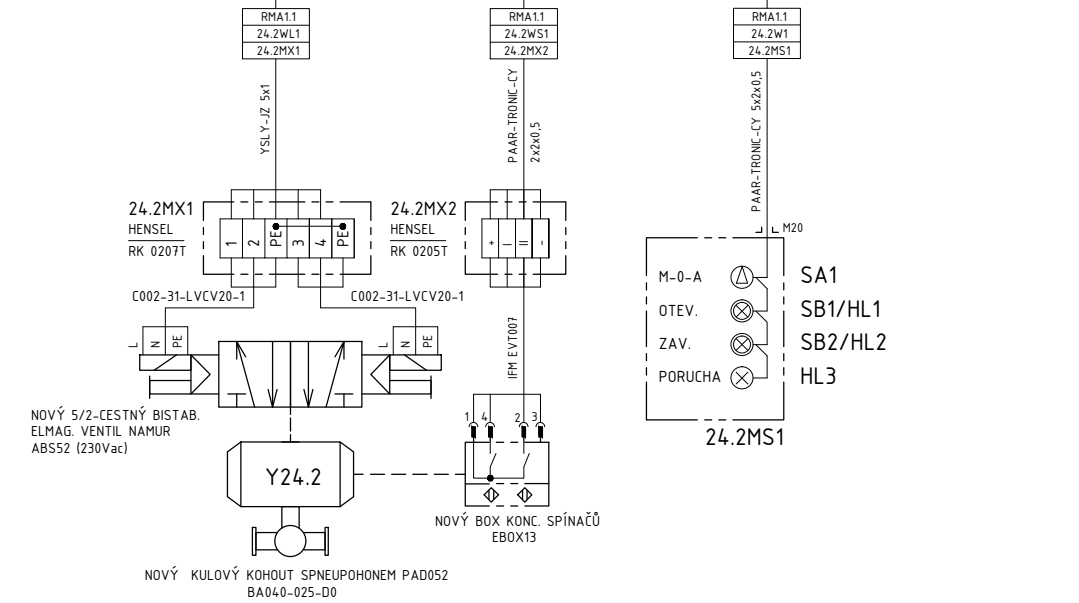 RMA1.1
24.2WL1
24.2MX1
RMA1.1
24.2WS1
24.2MX2
RMA1.1
24.2W1
24.2MS1
YSLY-JZ 5x1
PAAR-TRONIC-CY
2x2x0,5
PAAR-TRONIC-CY 5x2x0,5
24.2MX1
HENSEL
RK 0207T
1
2
PE
3
4
PE
24.2MX2
HENSEL
RK 0205T
+
I
II
-
M20
M-0-A
SA1
OTEV.
SB1/HL1
ZAV.
SB2/HL2
PORUCHA
HL3
24.2MS1
C002-31-LVCV20-1
C002-31-LVCV20-1
L
N
PE
L
N
PE
IFM EVT007
NOVÝ 5/2-CESTNÝ BISTAB.
ELMAG. VENTIL NAMUR
ABS52 (230Vac)
1
4
2
3
Y24.2
NOVÝ BOX KONC. SPÍNAČŮ
EBOX13
NOVÝ KULOVÝ KOHOUT SPNEUPOHONEM PAD052
BA040-025-D0